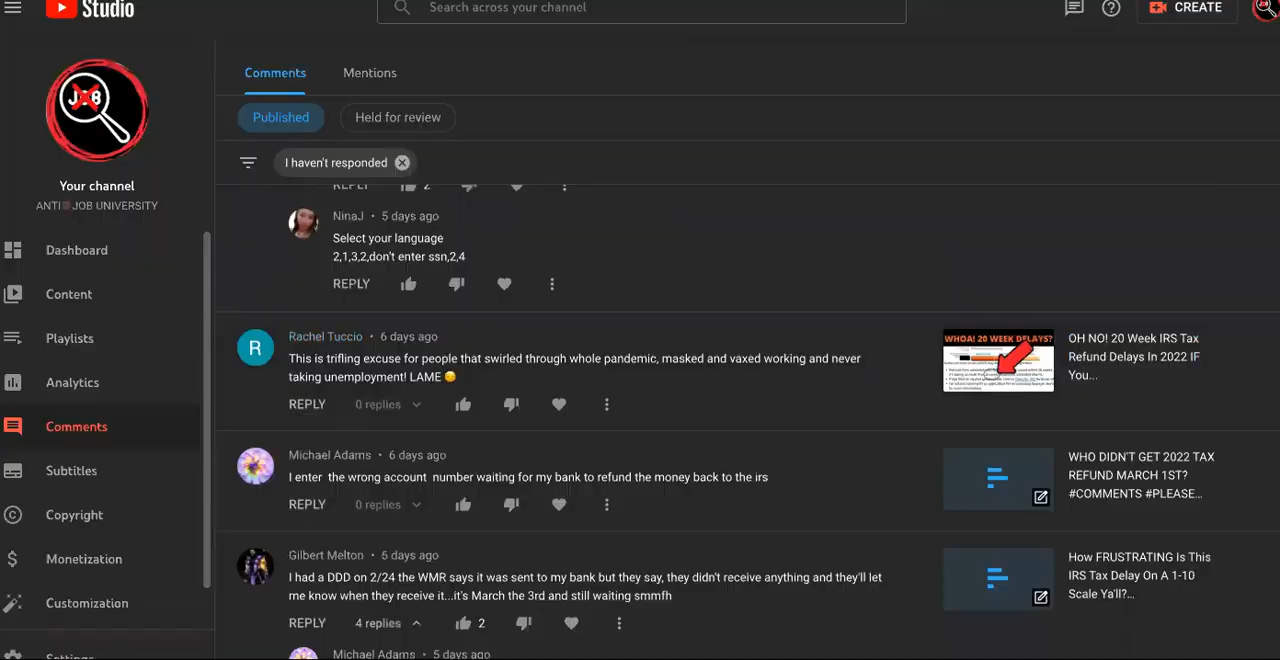 Studio
Search across your channel
CREATE
JOB
Your channel
ANTI JOB UNIVERSITY
Dashboard
Content
Playlists
Analytics
Comments
Subtitles
Copyright
Monetization
Customization
Settings
Comments
Mentions
Published
Held for review
I haven't responded
REPLY 2
NinaJ • 5 days ago
Select your language
2,1,3,2,don't enter ssn,2,4
REPLY
R
Rachel Tuccio • 6 days ago
This is trifling excuse for people that swirled through whole pandemic, masked and vaxed working and never
taking unemployment! LAME
REPLY 0 replies
WHOA! 20 WEEK DELAYS?
OH NO! 20 Week IRS Tax
Refund Delays In 2022 IF
You...
Michael Adams • 6 days ago
I enter the wrong account number waiting for my bank to refund the money back to the irs
REPLY 0 replies
WHO DIDN'T GET 2022 TAX
REFUND MARCH 1ST?
#COMMENTS #PLEASE...
Gilbert Melton • 6 days ago
I had a DDD on 2/24 the WMR says it was sent to my bank but they say, they didn't receive anything and they'll let
me know when they receive it...it's March the 3rd and still waiting smmfh
REPLY 4 replies 2
How FRUSTRATING Is This
IRS Tax Delay On A 1-10
Scale Ya'll?...
Michael Adams • 5 days ago